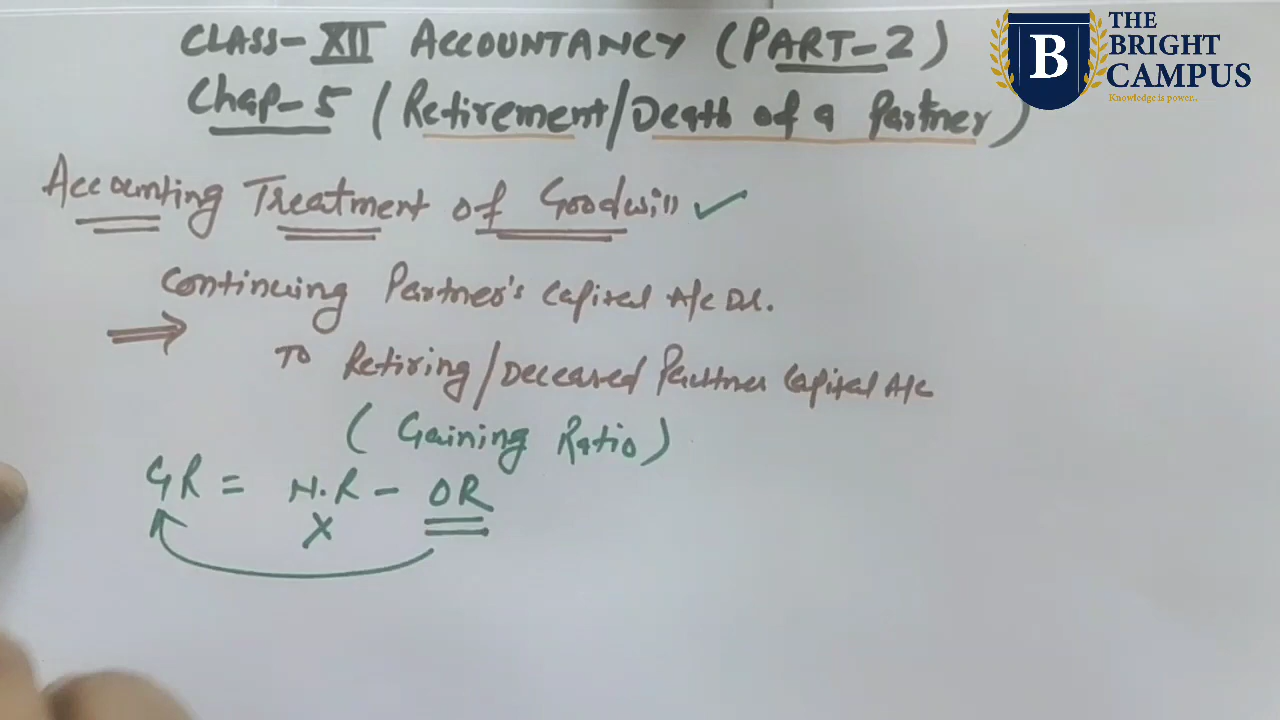 CLASS-XII ACCOUNTANCY (PART-2)
Chap-5 (Retirement/Death of a Partner)
THE
BRIGHT
CAMPUS
Knowledge is power.
B
Accounting Treatment of Goodwill ✓
Continuing Partner's Capital A/c Dr.
⇒ To Retiring/Deceased Partner Capital A/c
(Gaining Ratio)
GR = N.R - OR
X